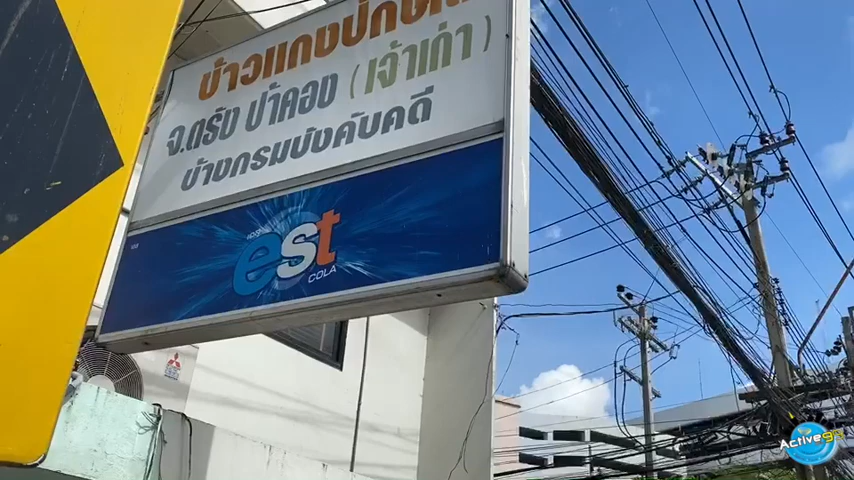 ข้าวแกงปักษ์ใต้
จ.ตรัง ป้าคอง (เจ้าเก่า)
ข้างกรมบังคับคดี
est
COLA
Active